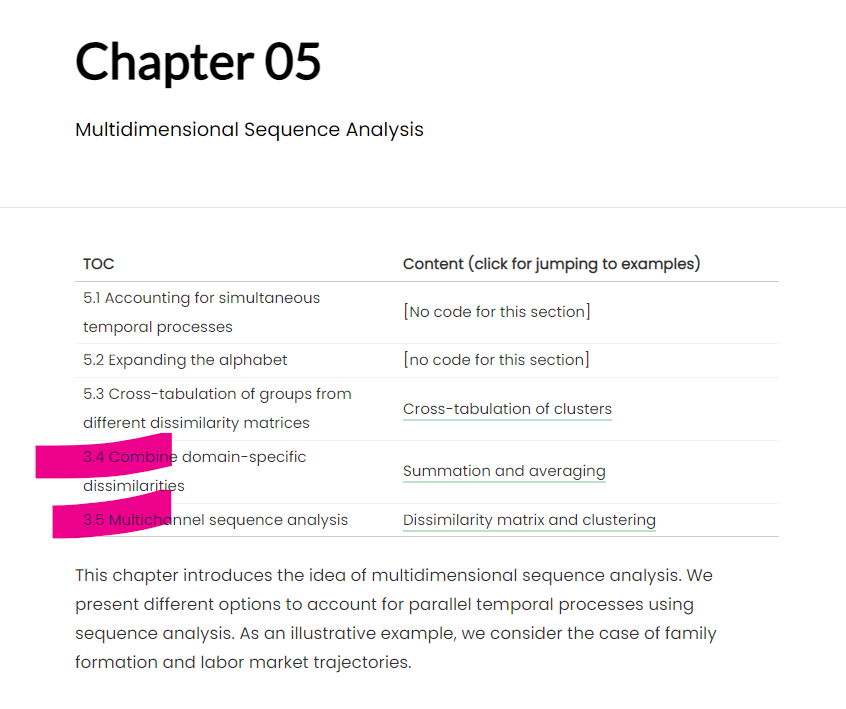 Chapter 05
Multidimensional Sequence Analysis
TOC
Content (click for jumping to examples)
5.1 Accounting for simultaneous
temporal processes
[No code for this section]
5.2 Expanding the alphabet
[no code for this section]
5.3 Cross-tabulation of groups from
different dissimilarity matrices
Cross-tabulation of clusters
3.4 Combine domain-specific
dissimilarities
Summation and averaging
3.5 Multichannel sequence analysis
Dissimilarity matrix and clustering
This chapter introduces the idea of multidimensional sequence analysis. We
present different options to account for parallel temporal processes using
sequence analysis. As an illustrative example, we consider the case of family
formation and labor market trajectories.